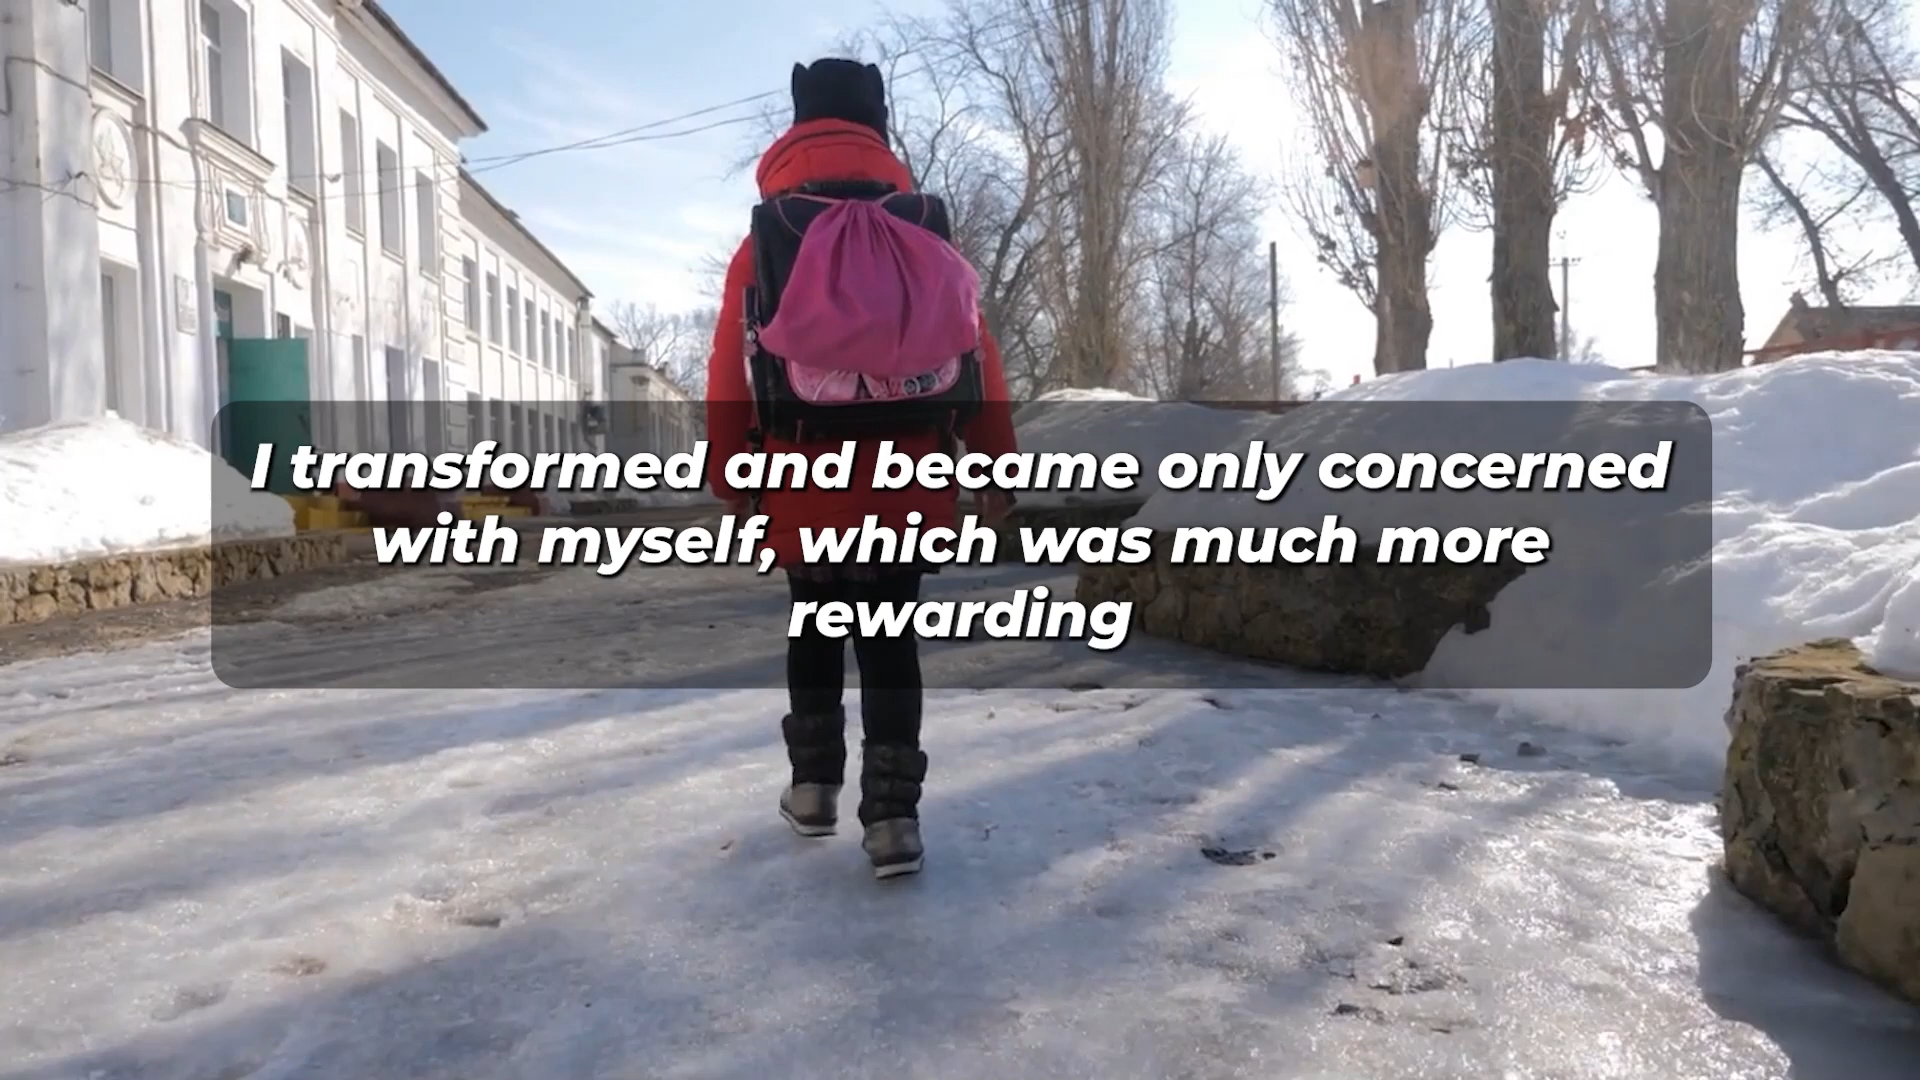 I transformed and became only concerned
with myself, which was much more
rewarding